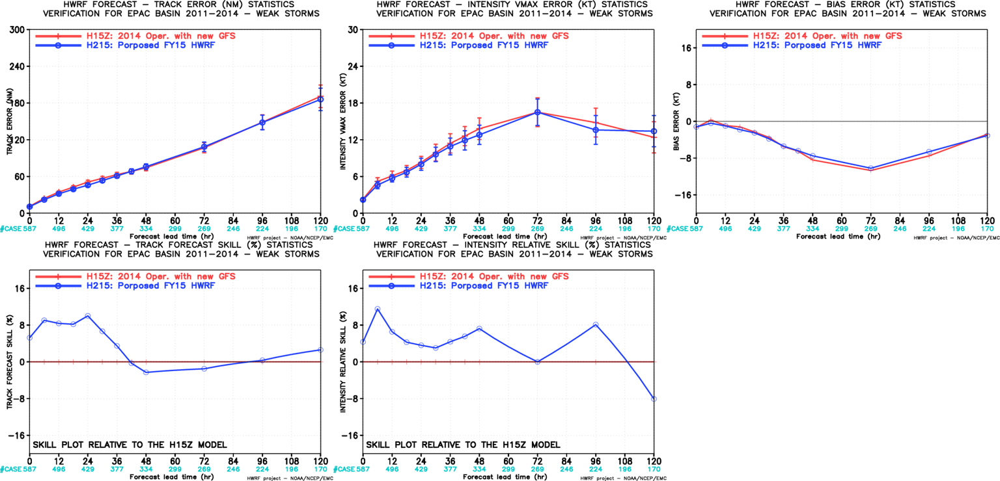 HWRF FORECAST – TRACK ERROR (NM) STATISTICS
VERIFICATION FOR EPAC BASIN 2011–2014 – WEAK STORMS
H15Z: 2014 Oper. with new GFS
H215: Porposed FY15 HWRF
TRACK ERROR (NM)
300
240
180
120
60
0
0 12 24 36 48 60 72 84 96 108 120
#CASE 587 496 429 377 334 299 269 246 224 196 170
Forecast lead time (hr)
HWRF project – NOAA/NCEP/EMC
HWRF FORECAST – INTENSITY VMAX ERROR (KT) STATISTICS
VERIFICATION FOR EPAC BASIN 2011–2014 – WEAK STORMS
H15Z: 2014 Oper. with new GFS
H215: Porposed FY15 HWRF
INTENSITY VMAX ERROR (KT)
30
24
18
12
6
0
0 12 24 36 48 60 72 84 96 108 120
#CASE 587 496 429 377 334 299 269 246 224 196 170
Forecast lead time (hr)
HWRF project – NOAA/NCEP/EMC
HWRF FORECAST – BIAS ERROR (KT) STATISTICS
VERIFICATION FOR EPAC BASIN 2011–2014 – WEAK STORMS
H15Z: 2014 Oper. with new GFS
H215: Porposed FY15 HWRF
BIAS ERROR (KT)
16
8
0
–8
–16
0 12 24 36 48 60 72 84 96 108 120
#CASE 587 496 429 377 334 299 269 246 224 196 170
Forecast lead time (hr)
HWRF project – NOAA/NCEP/EMC
HWRF FORECAST – TRACK FORECAST SKILL (%) STATISTICS
VERIFICATION FOR EPAC BASIN 2011–2014 – WEAK STORMS
H15Z: 2014 Oper. with new GFS
H215: Porposed FY15 HWRF
TRACK FORECAST SKILL (%)
16
8
0
–8
–16
SKILL PLOT RELATIVE TO THE H15Z MODEL
0 12 24 36 48 60 72 84 96 108 120
#CASE 587 496 429 377 334 299 269 246 224 196 170
Forecast lead time (hr)
HWRF project – NOAA/NCEP/EMC
HWRF FORECAST – INTENSITY RELATIVE SKILL (%) STATISTICS
VERIFICATION FOR EPAC BASIN 2011–2014 – WEAK STORMS
H15Z: 2014 Oper. with new GFS
H215: Porposed FY15 HWRF
INTENSITY RELATIVE SKILL (%)
16
8
0
–8
–16
SKILL PLOT RELATIVE TO THE H15Z MODEL
0 12 24 36 48 60 72 84 96 108 120
#CASE 587 496 429 377 334 299 269 246 224 196 170
Forecast lead time (hr)
HWRF project – NOAA/NCEP/EMC